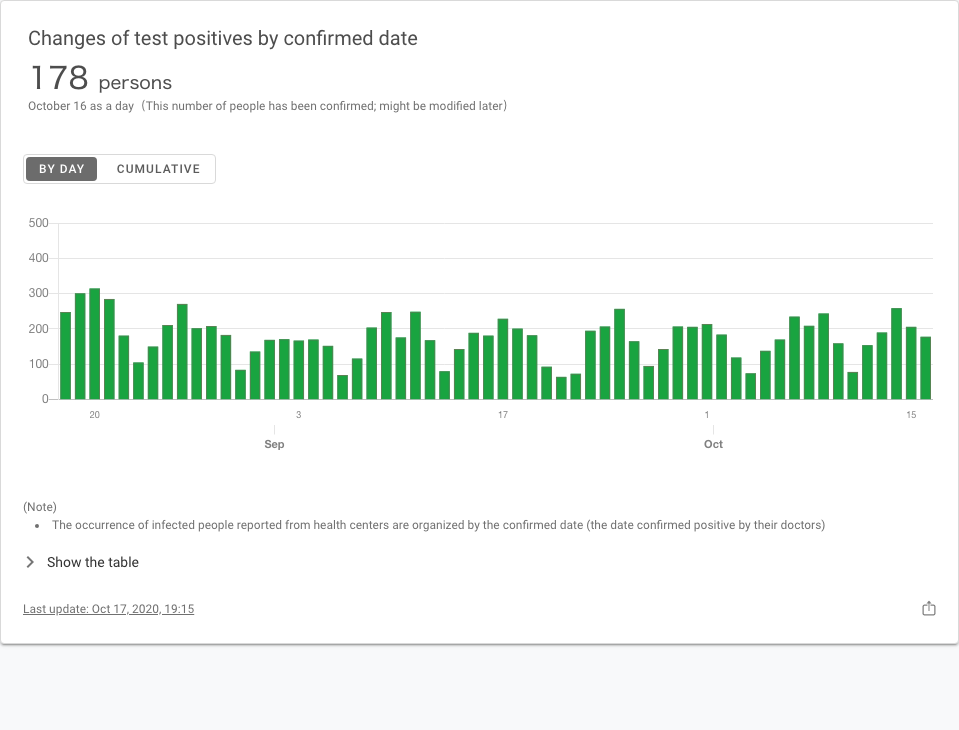 Changes of test positives by confirmed date
178 persons
October 16 as a day（This number of people has been confirmed; might be modified later）
BY DAY CUMULATIVE
500
400
300
200
100
0
20 3 17 1 15
Sep Oct
(Note)
• The occurrence of infected people reported from health centers are organized by the confirmed date (the date confirmed positive by their doctors)
Show the table
Last update: Oct 17, 2020, 19:15